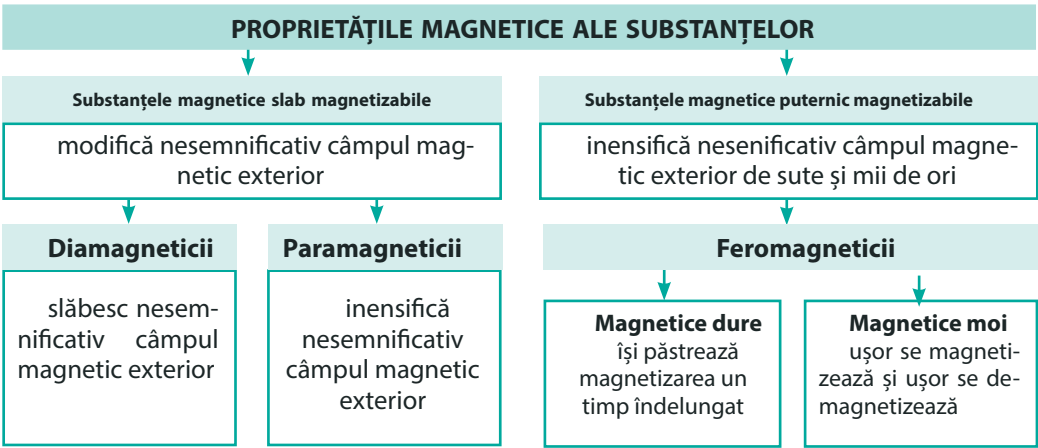 PROPRIETĂȚILE MAGNETICE ALE SUBSTANȚELOR
Substanțele magnetice slab magnetizabile
modifică nesemnificativ câmpul mag-
netic exterior
Substanțele magnetice puternic magnetizabile
inensifică nesenificativ câmpul magne-
tic exterior de sute și mii de ori
Diamagneticii
slăbesc nesem-
nificativ câmpul
magnetic exterior
Paramagneticii
inensifică
nesemnificativ
câmpul magnetic
exterior
Feromagneticii
Magnetice dure
își păstrează
magnetizarea un
timp îndelungat
Magnetice moi
ușor se magneti-
zează și ușor se de-
magnetizează